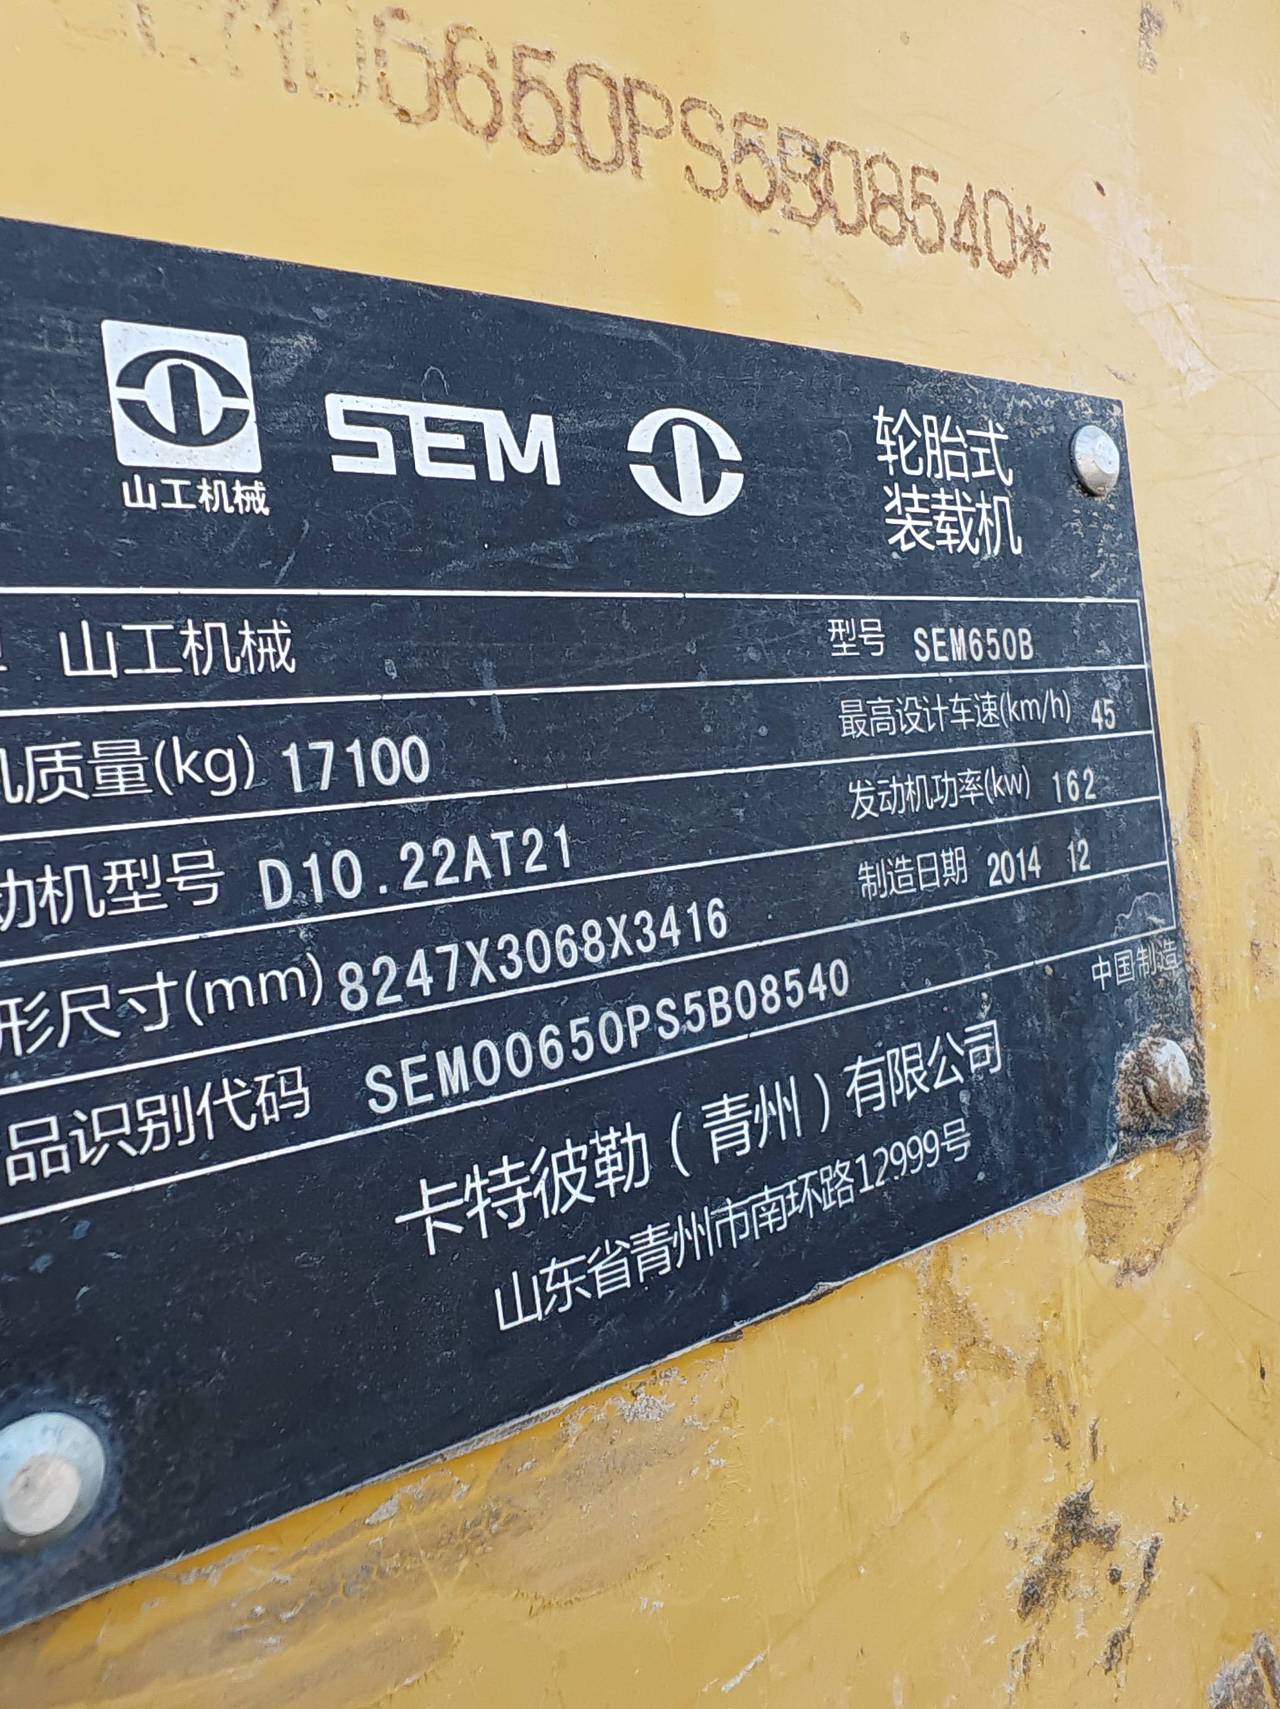 EM00650PS5B08540*
山工机械
SEM
轮胎式
装载机
山工机械
型号 SEM650B
机质量(kg) 17100
最高设计车速(km/h) 45
动机型号 D10.22AT21
发动机功率(kw) 162
形尺寸(mm) 8247X3068X3416
制造日期 2014 12
品识别代码 SEM00650PS5B08540
中国制造
卡特彼勒（青州）有限公司
山东省青州市南环路12999号